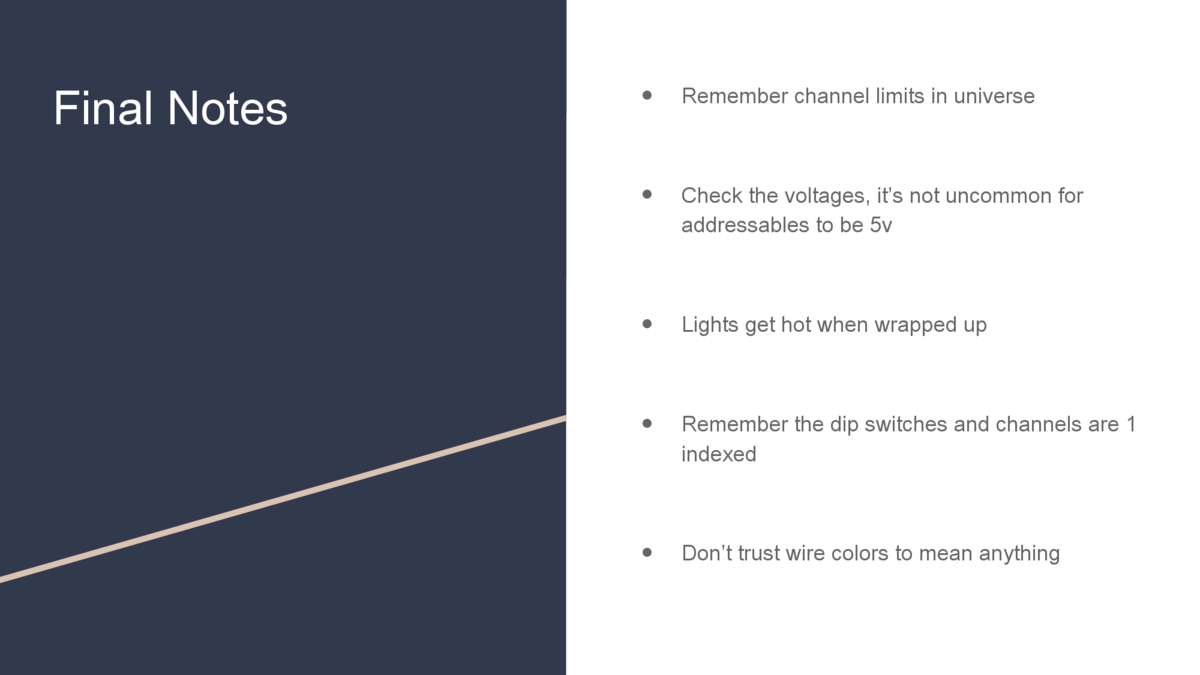 Final Notes
● Remember channel limits in universe
● Check the voltages, it’s not uncommon for
addressables to be 5v
● Lights get hot when wrapped up
● Remember the dip switches and channels are 1
indexed
● Don’t trust wire colors to mean anything